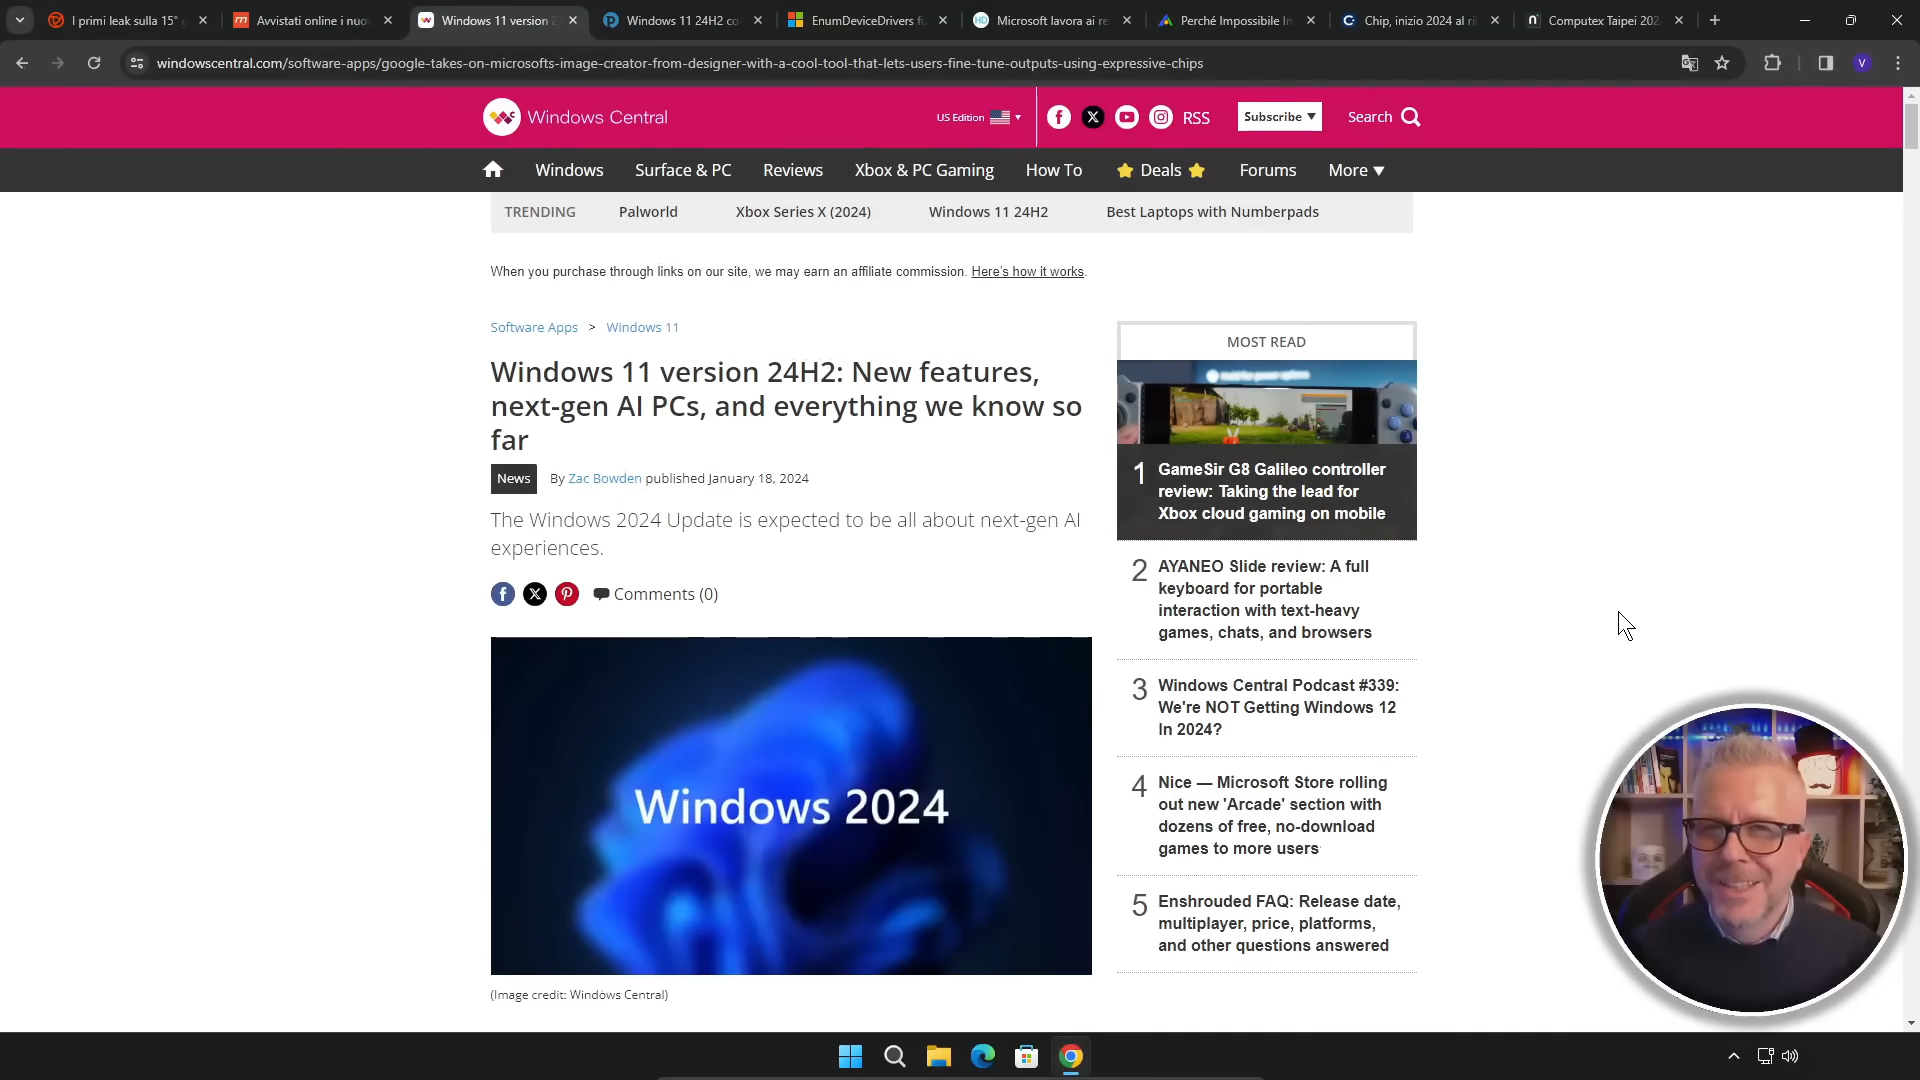 I primi leak sulla 15° g
Avvistati online i nuo
Windows 11 version 2
Windows 11 24H2 co
EnumDeviceDrivers fu
Microsoft lavora ai re
Perché Impossibile In
Chip, inizio 2024 al ri
Computex Taipei 202
windowscentral.com/software-apps/google-takes-on-microsofts-image-creator-from-designer-with-a-cool-tool-that-lets-users-fine-tune-outputs-using-expressive-chips
V
Windows Central
US Edition
RSS
Subscribe
Search
Windows
Surface & PC
Reviews
Xbox & PC Gaming
How To
Deals
Forums
More
TRENDING
Palworld
Xbox Series X (2024)
Windows 11 24H2
Best Laptops with Numberpads
When you purchase through links on our site, we may earn an affiliate commission. Here's how it works.
Software Apps > Windows 11
Windows 11 version 24H2: New features,
next-gen AI PCs, and everything we know so
far
News
By Zac Bowden published January 18, 2024
The Windows 2024 Update is expected to be all about next-gen AI
experiences.
Comments (0)
Windows 2024
(Image credit: Windows Central)
MOST READ
1
GameSir G8 Galileo controller
review: Taking the lead for
Xbox cloud gaming on mobile
2
AYANEO Slide review: A full
keyboard for portable
interaction with text-heavy
games, chats, and browsers
3
Windows Central Podcast #339:
We're NOT Getting Windows 12
In 2024?
4
Nice — Microsoft Store rolling
out new 'Arcade' section with
dozens of free, no-download
games to more users
5
Enshrouded FAQ: Release date,
multiplayer, price, platforms,
and other questions answered